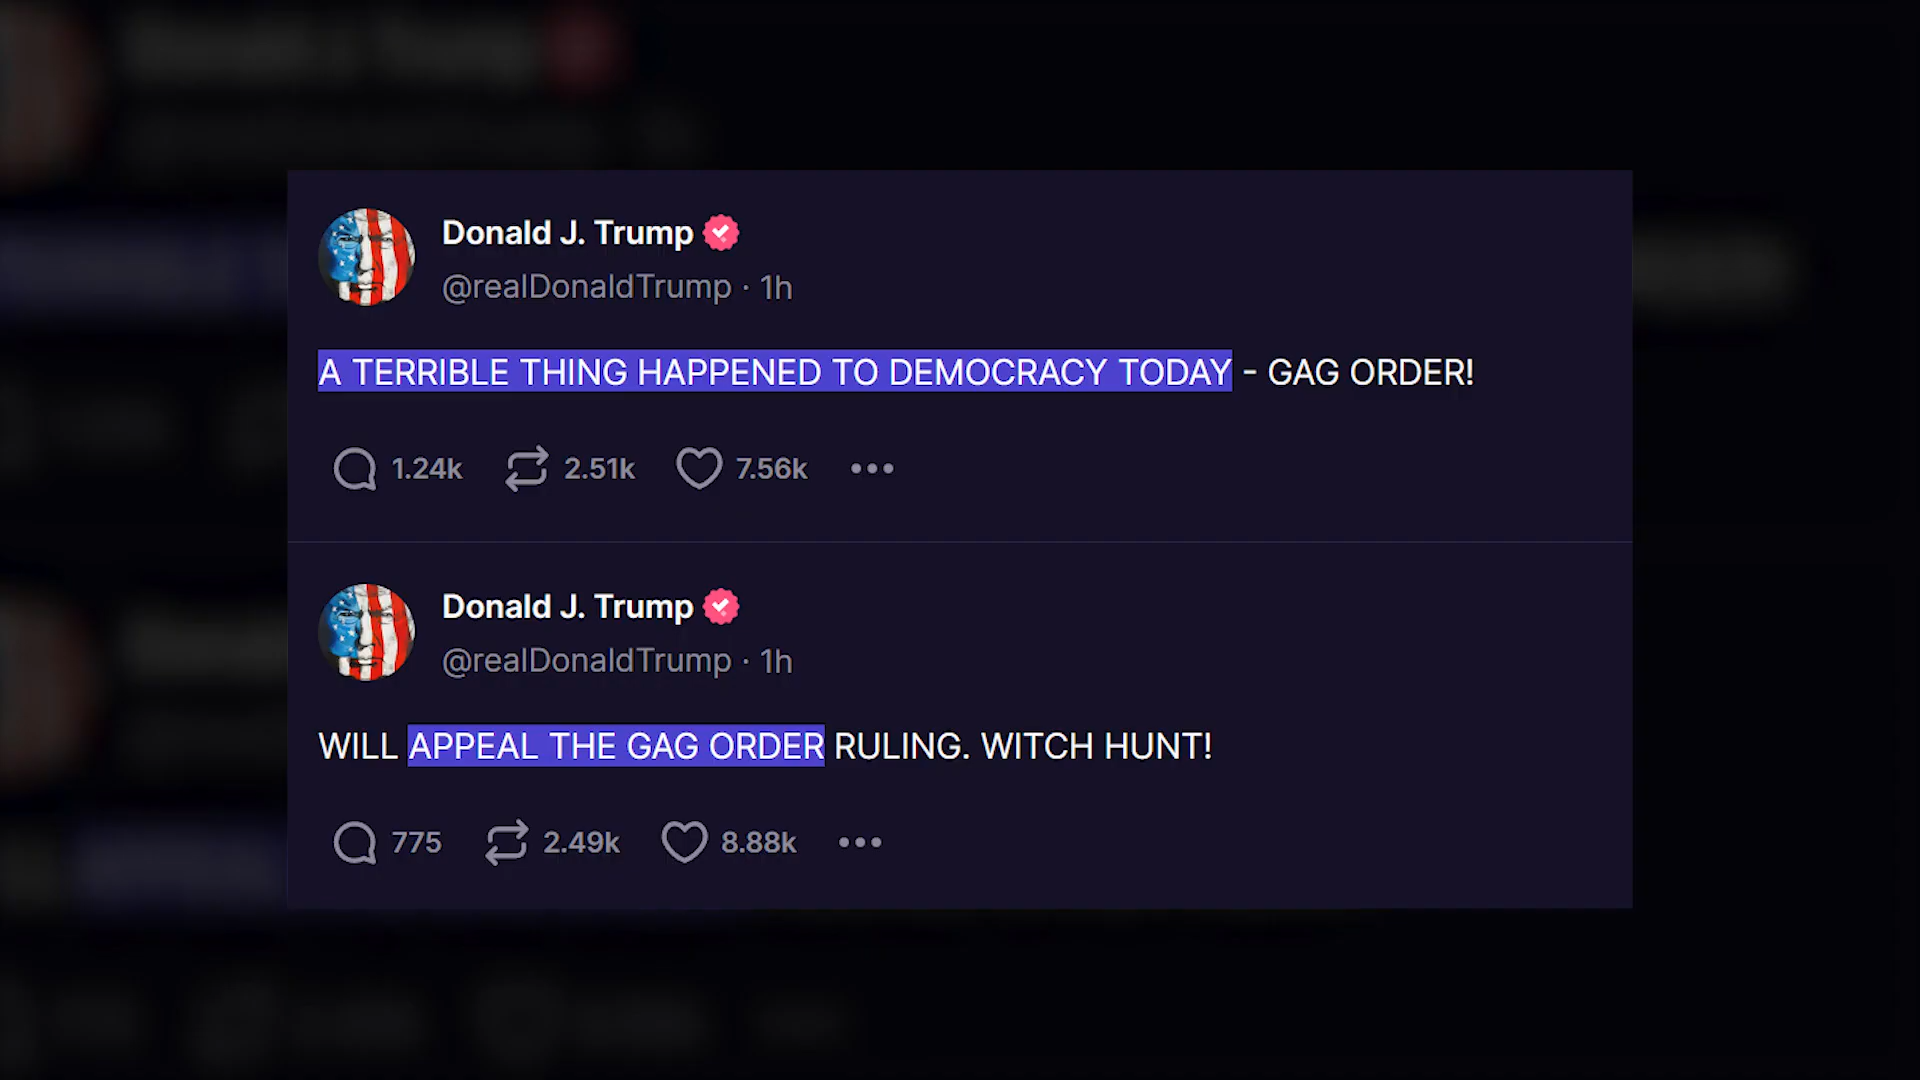 Donald J. Trump
@realDonaldTrump · 1h
A TERRIBLE THING HAPPENED TO DEMOCRACY TODAY - GAG ORDER!
1.24k 2.51k 7.56k
Donald J. Trump
@realDonaldTrump · 1h
WILL APPEAL THE GAG ORDER RULING. WITCH HUNT!
775 2.49k 8.88k